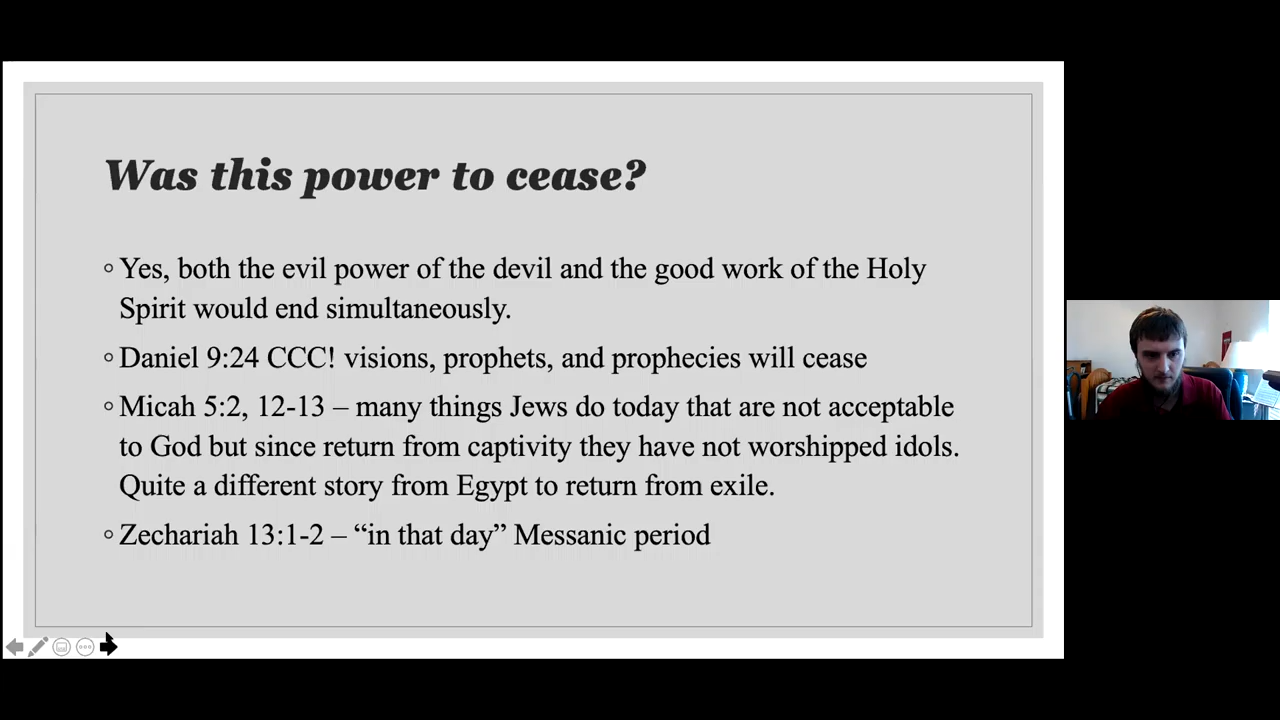 Was this power to cease?
Yes, both the evil power of the devil and the good work of the Holy
Spirit would end simultaneously.
Daniel 9:24 CCC! visions, prophets, and prophecies will cease
Micah 5:2, 12-13 – many things Jews do today that are not acceptable
to God but since return from captivity they have not worshipped idols.
Quite a different story from Egypt to return from exile.
Zechariah 13:1-2 – “in that day” Messanic period